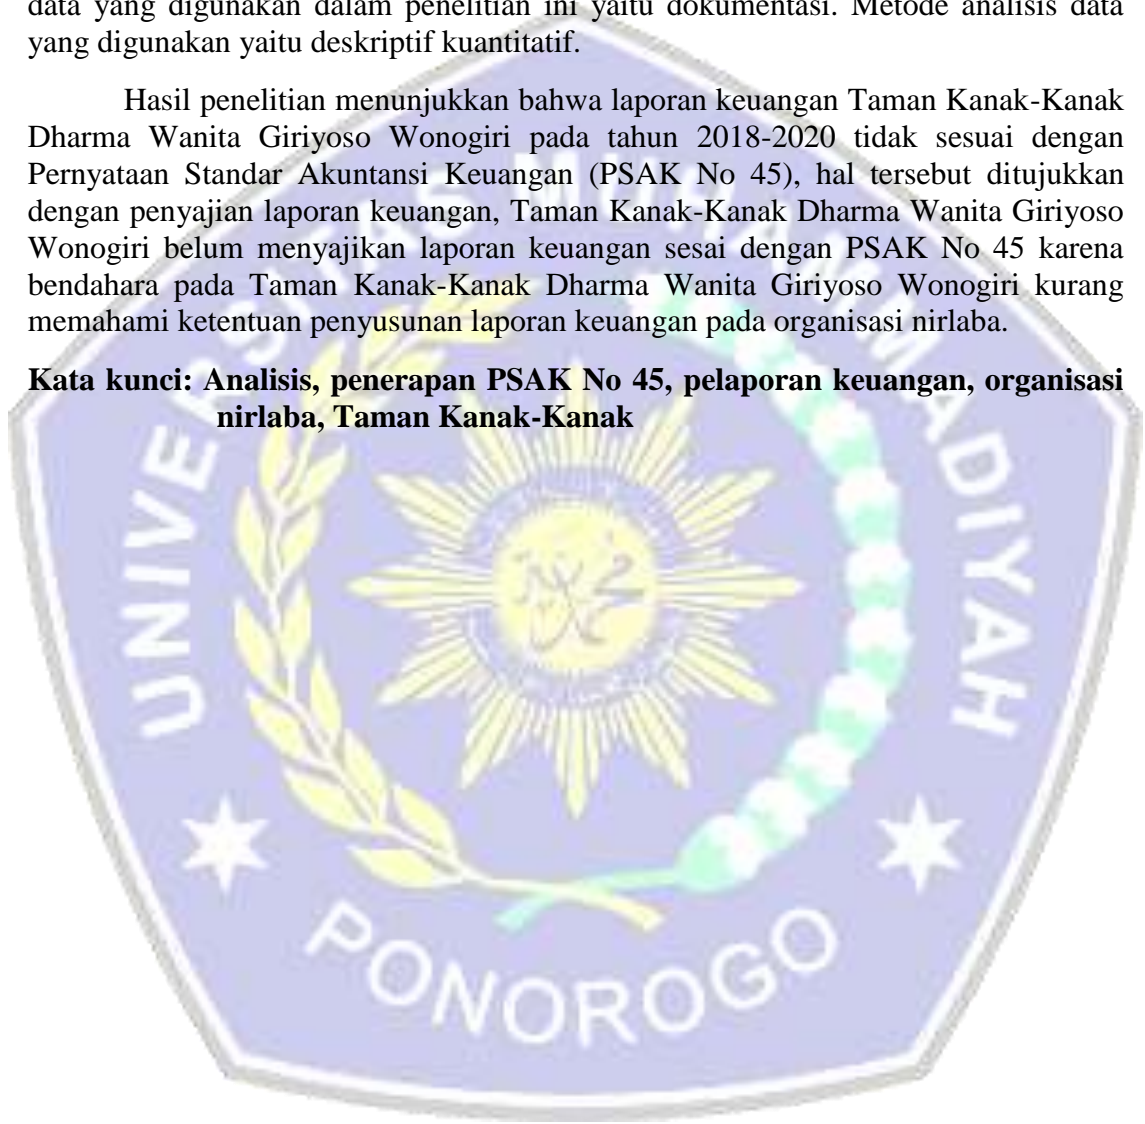 data yang digunakan dalam penelitian ini yaitu dokumentasi. Metode analisis data
yang digunakan yaitu deskriptif kuantitatif.
Hasil penelitian menunjukkan bahwa laporan keuangan Taman Kanak-Kanak
Dharma Wanita Giriyoso Wonogiri pada tahun 2018-2020 tidak sesuai dengan
Pernyataan Standar Akuntansi Keuangan (PSAK No 45), hal tersebut ditujukkan
dengan penyajian laporan keuangan, Taman Kanak-Kanak Dharma Wanita Giriyoso
Wonogiri belum menyajikan laporan keuangan sesai dengan PSAK No 45 karena
bendahara pada Taman Kanak-Kanak Dharma Wanita Giriyoso Wonogiri kurang
memahami ketentuan penyusunan laporan keuangan pada organisasi nirlaba.
Kata kunci: Analisis, penerapan PSAK No 45, pelaporan keuangan, organisasi
nirlaba, Taman Kanak-Kanak
UNIVERSITAS MUHAMMADIYAH
PONOROGO